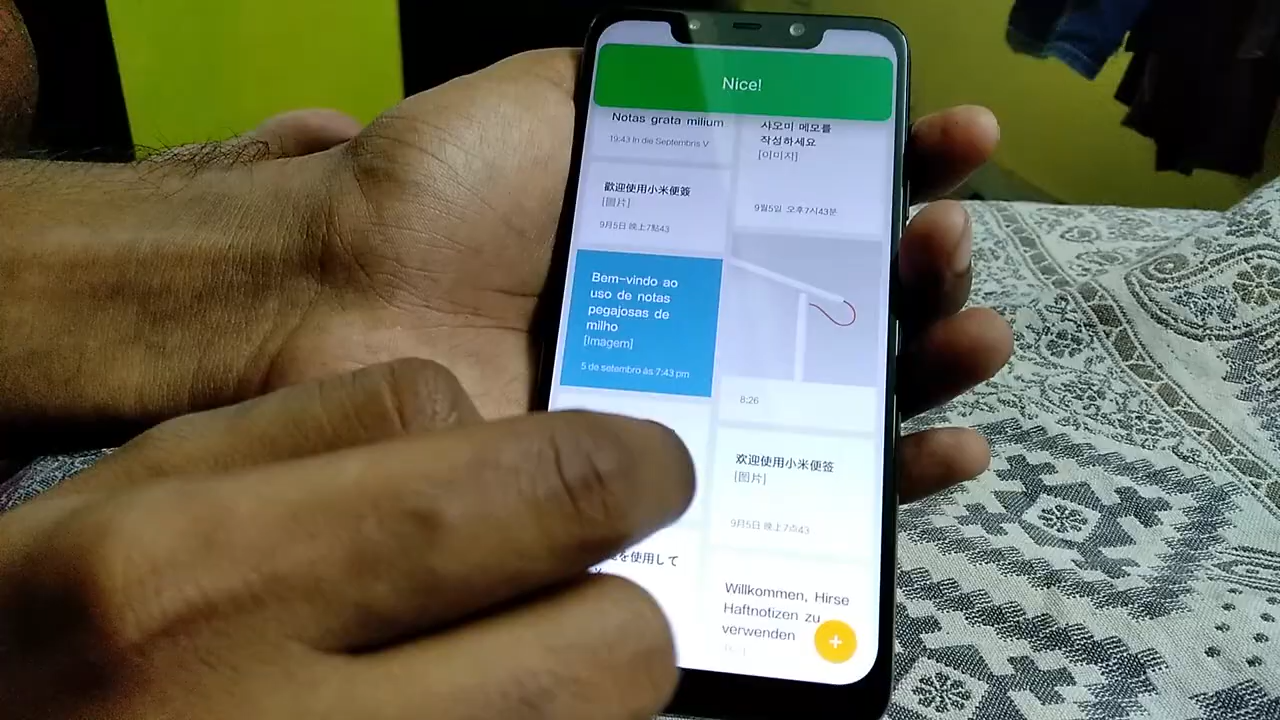 Nice!
Notas grata milium
19:43 In die Septembris V
歡迎使用小米便簽
[圖片]
9月5日 晚上7點43
Bem-vindo ao
uso de notas
pegajosas de
milho
[Imagem]
5 de setembro às 7:43 pm
を使用して
샤오미 메모를
작성하세요
[이미지]
9월5일 오후7시43분
8:26
欢迎使用小米便签
[图片]
9月5日 晚上7点43
Willkommen, Hirse
Haftnotizen zu
verwenden
+